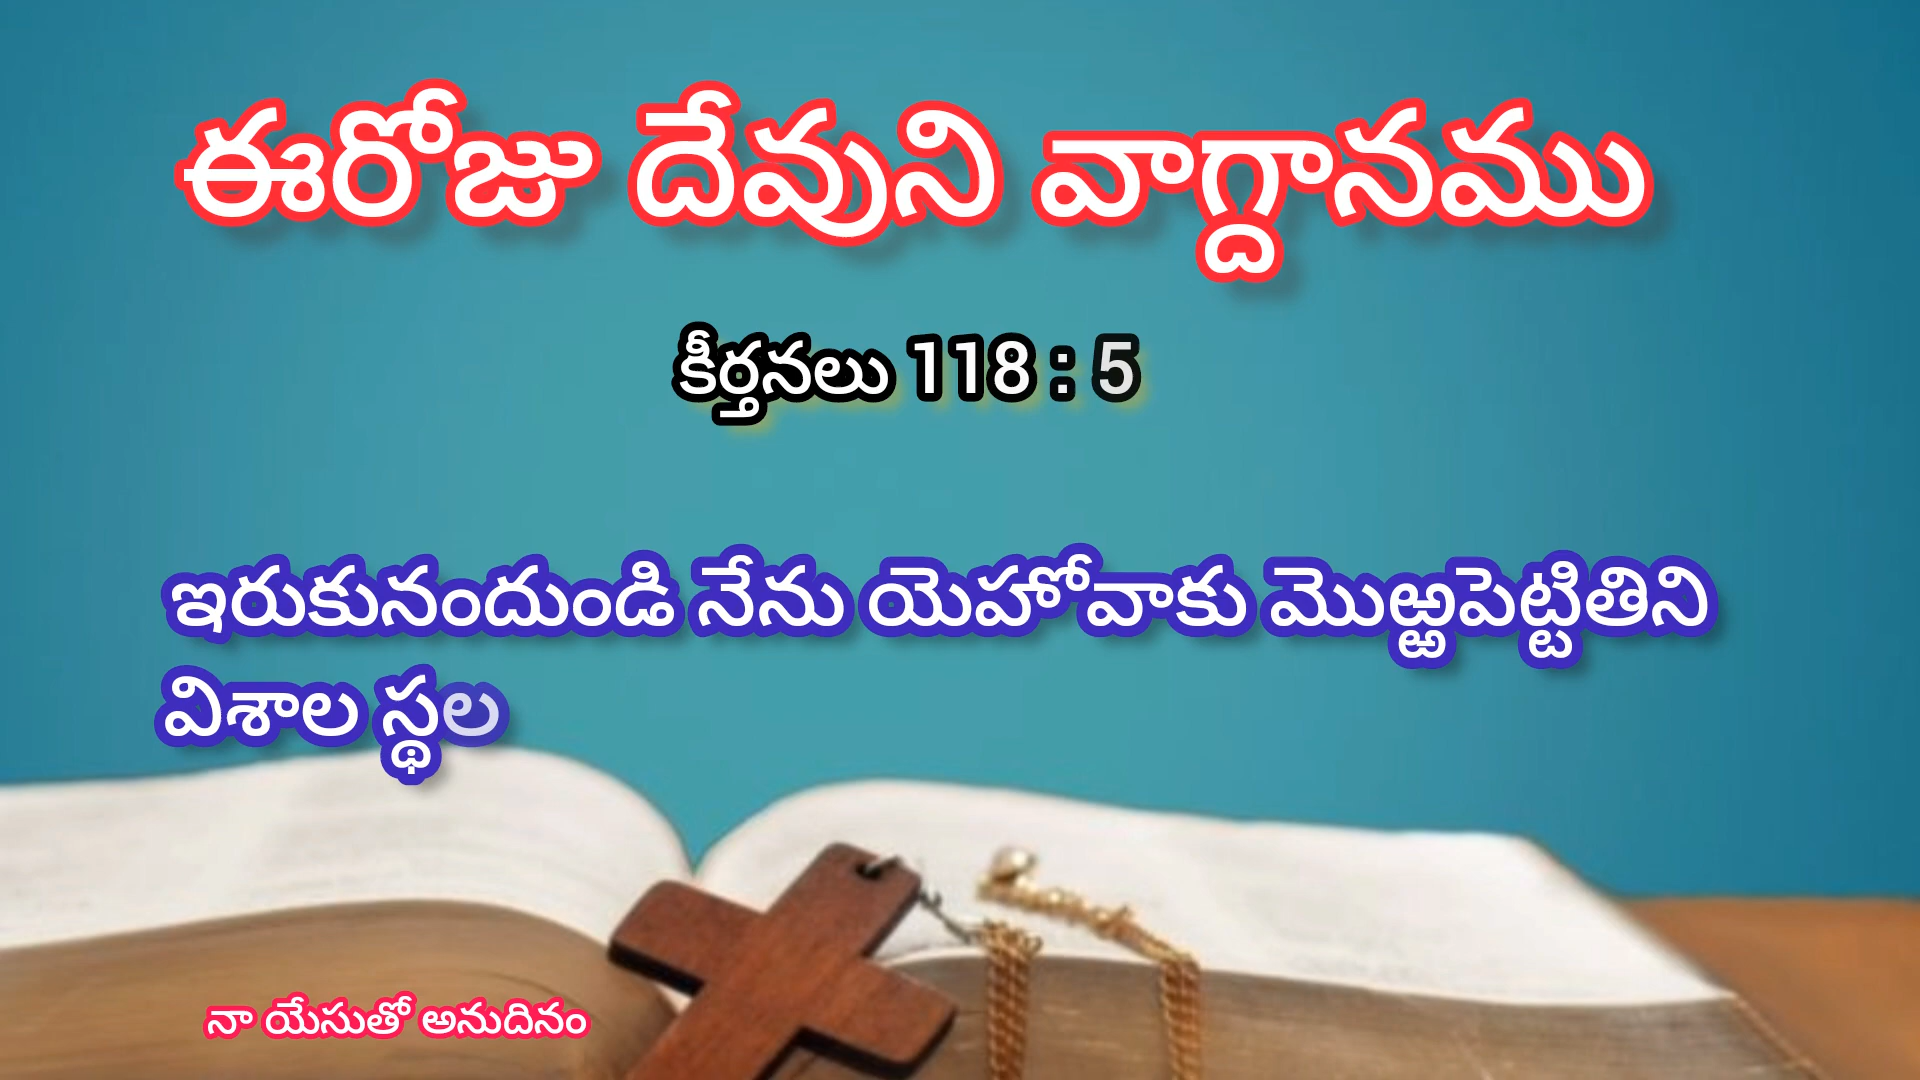 ఈరోజు దేవుని వాగ్దానము
కీర్తనలు 118 : 5
ఇరుకునందుండి నేను యెహోవాకు మొఱ్ఱపెట్టితిని
విశాల స్థల
నా యేసుతో అనుదినం